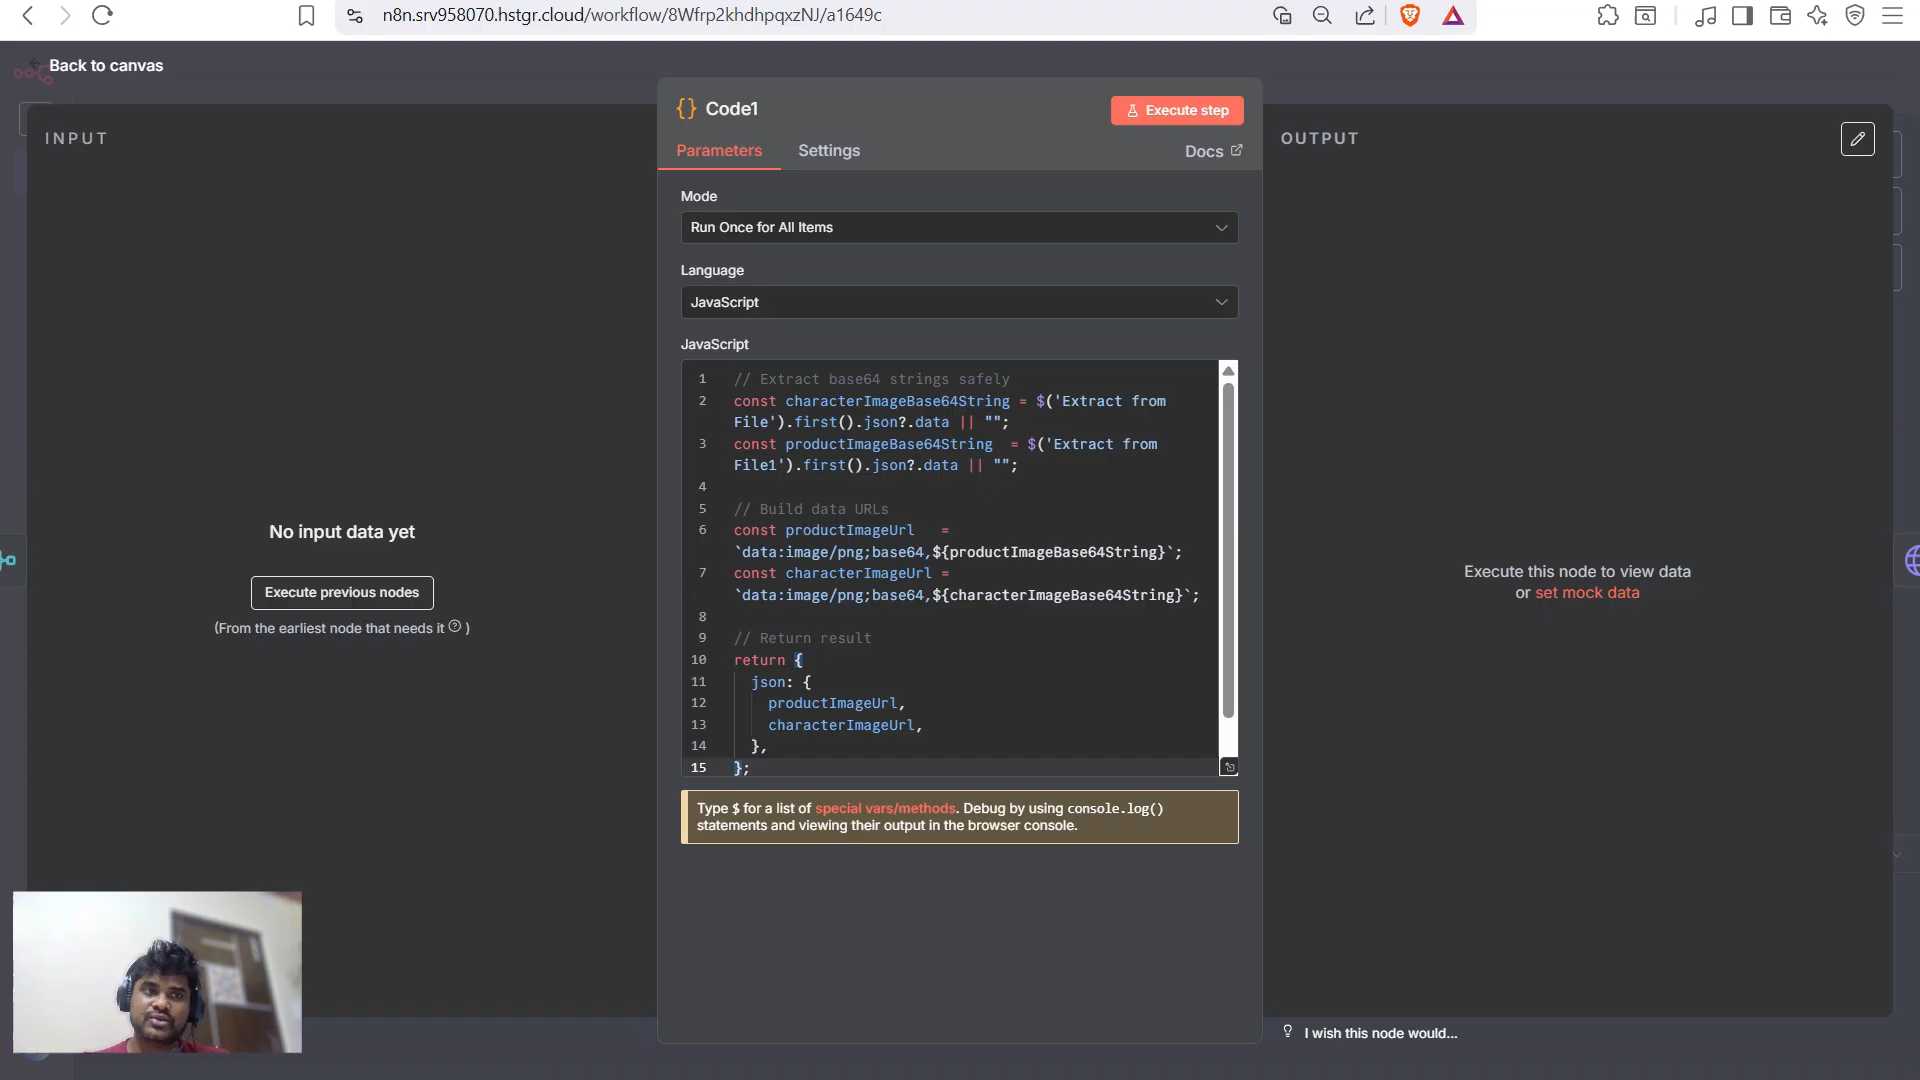 n8n.srv958070.hstgr.cloud/workflow/8Wfrp2khdhpqxzNJ/a1649c
Back to canvas
INPUT
No input data yet
Execute previous nodes
(From the earliest node that needs it ? )
{} Code1
Execute step
Parameters
Settings
Docs
Mode
Run Once for All Items
Language
JavaScript
JavaScript
1 // Extract base64 strings safely
2 const characterImageBase64String = $('Extract from
File').first().json?.data || "";
3 const productImageBase64String  = $('Extract from
File1').first().json?.data || "";
4
5 // Build data URLs
6 const productImageUrl   =
`data:image/png;base64,${productImageBase64String}`;
7 const characterImageUrl =
`data:image/png;base64,${characterImageBase64String}`;
8
9 // Return result
10 return {
11   json: {
12     productImageUrl,
13     characterImageUrl,
14   },
15 };
Type $ for a list of special vars/methods. Debug by using console.log()
statements and viewing their output in the browser console.
OUTPUT
Execute this node to view data
or set mock data
I wish this node would...